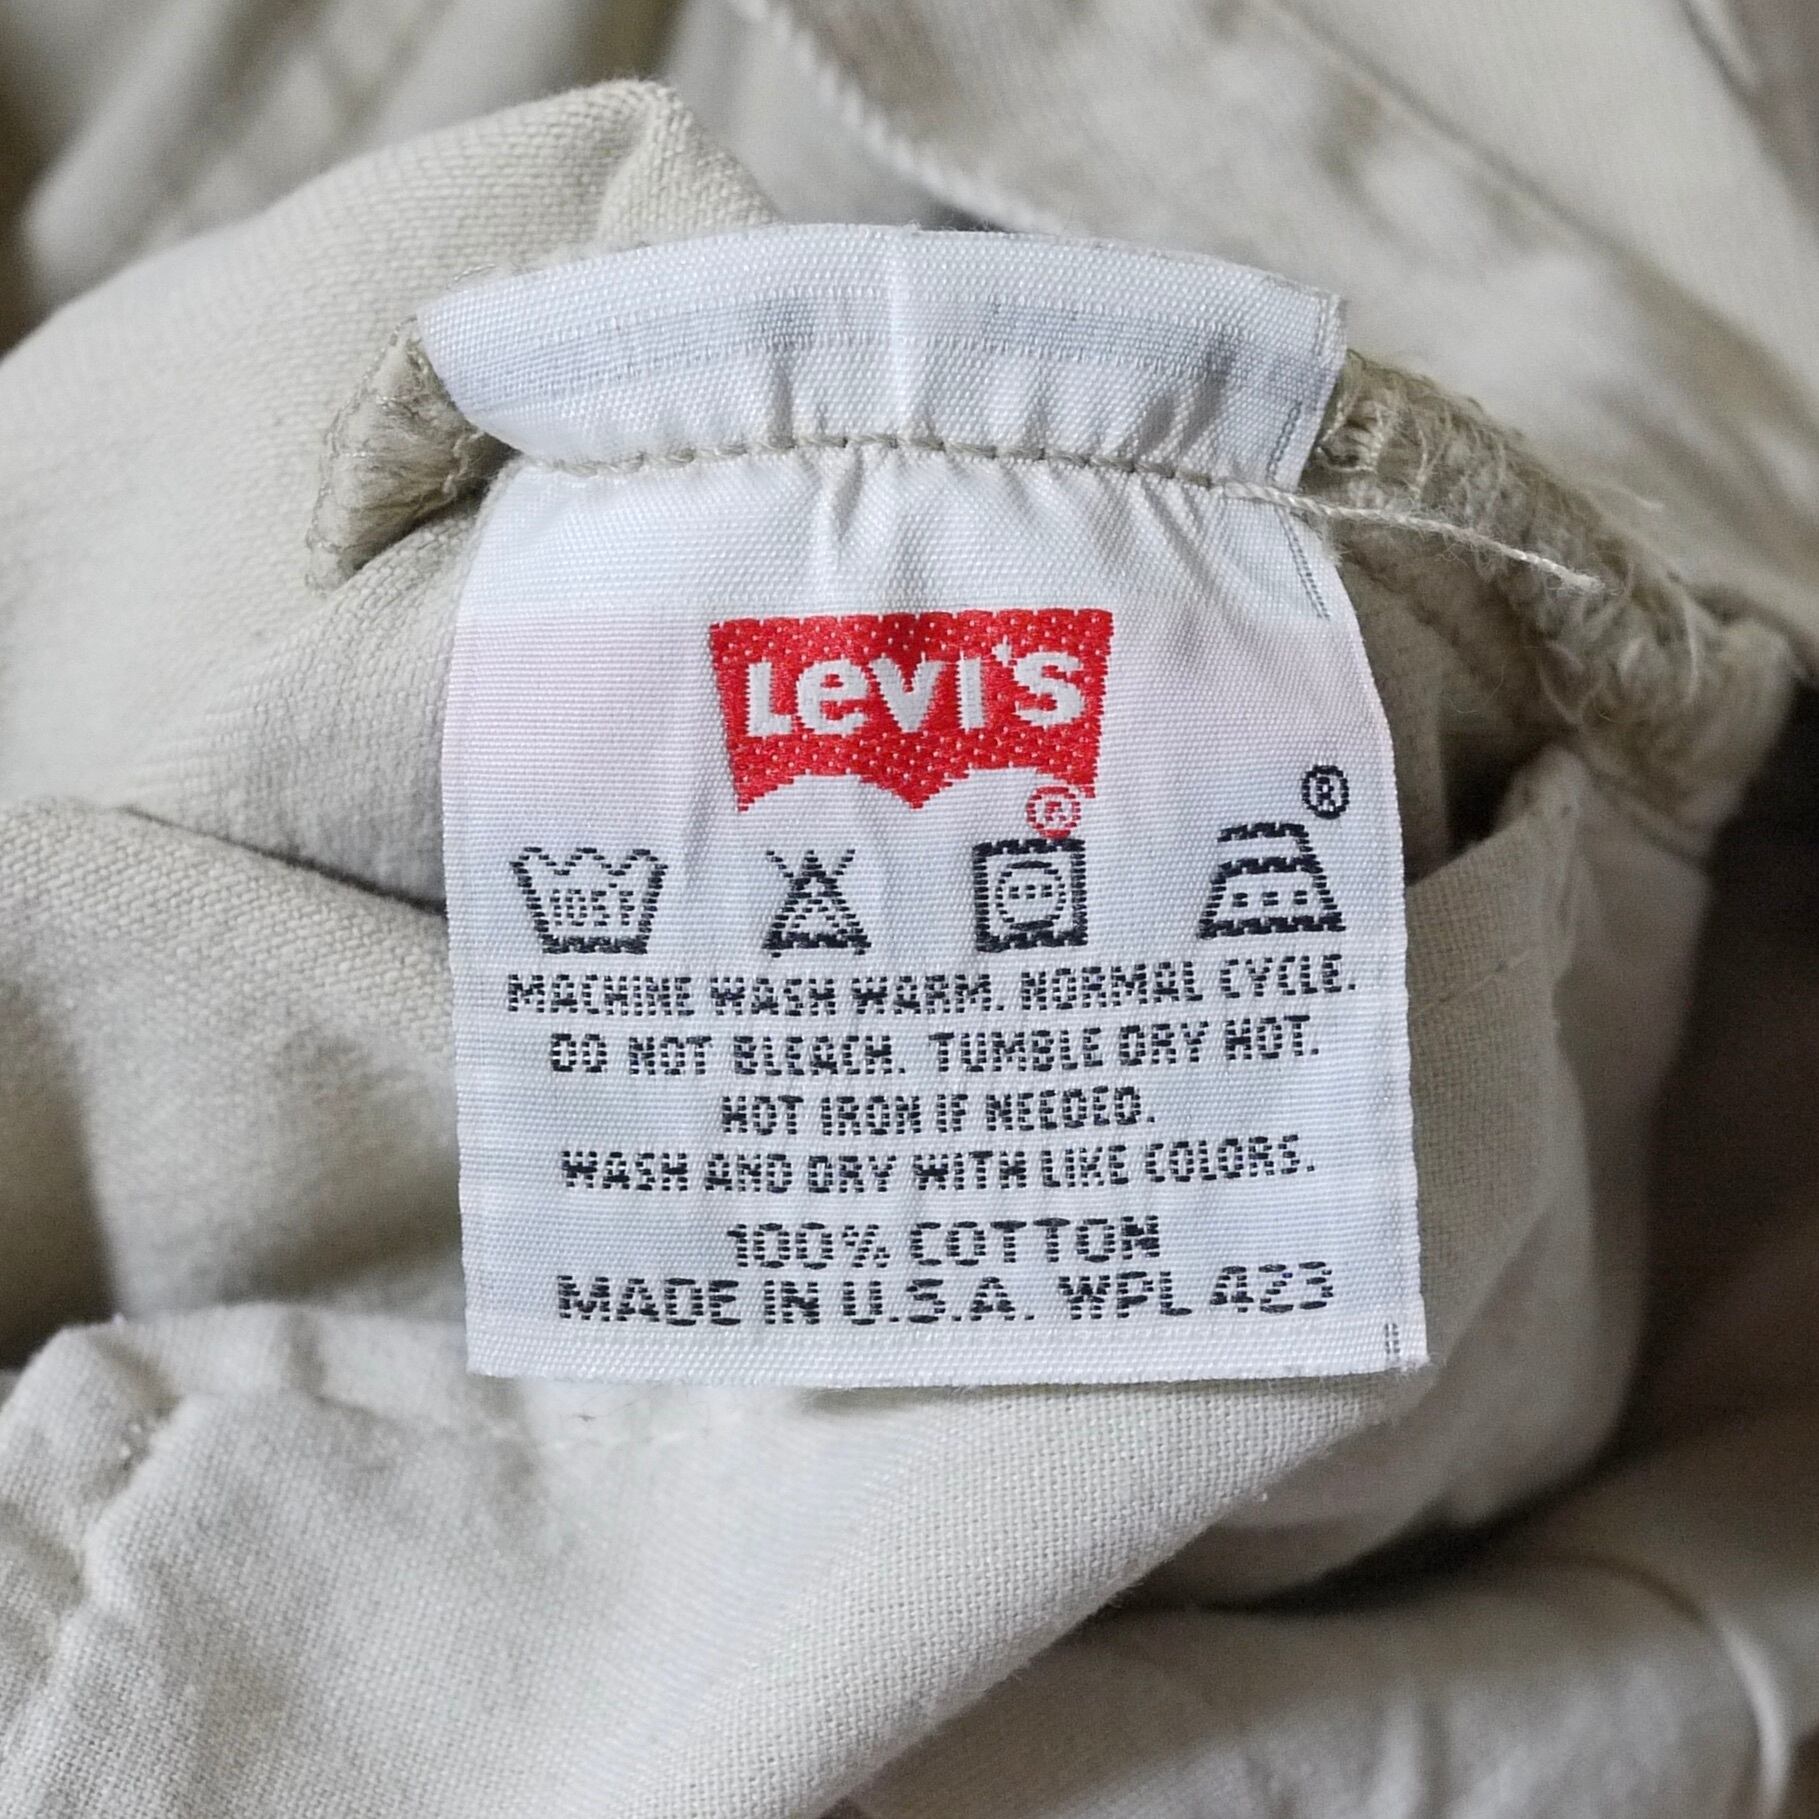 Levi's
®
®
105°F
MACHINE WASH WARM. NORMAL CYCLE.
DO NOT BLEACH. TUMBLE DRY HOT.
HOT IRON IF NEEDED.
WASH AND DRY WITH LIKE COLORS.
100% COTTON
MADE IN U.S.A. WPL 423